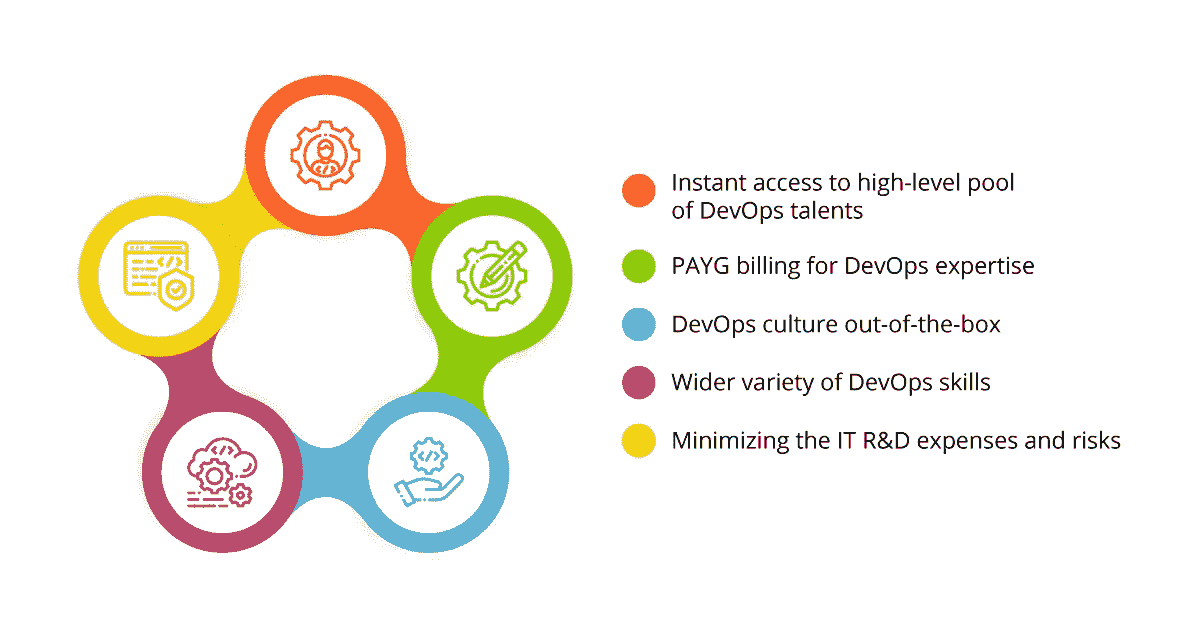 Instant access to high-level pool
of DevOps talents
PAYG billing for DevOps expertise
DevOps culture out-of-the-box
Wider variety of DevOps skills
Minimizing the IT R&D expenses and risks